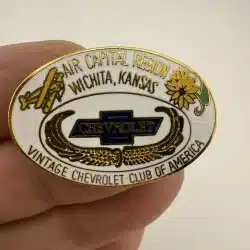 AIR CAPITAL REGION
WICHITA, KANSAS
CHEVROLET
VINTAGE CHEVROLET CLUB OF AMERICA